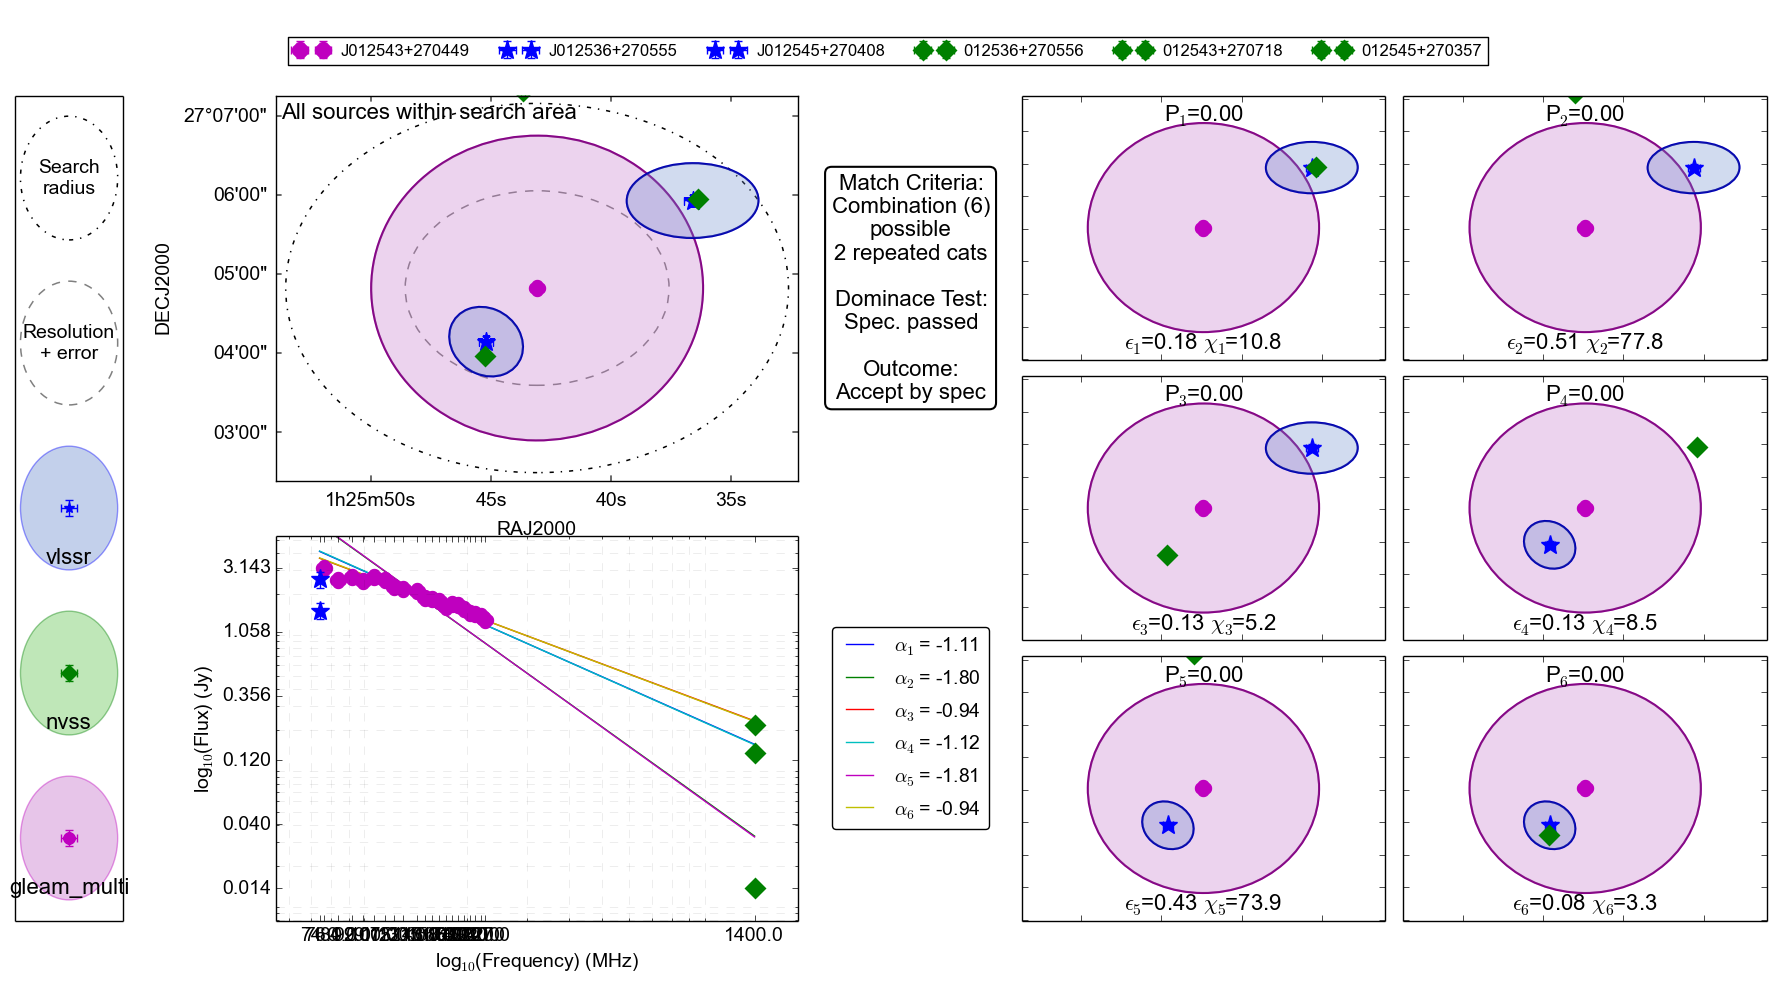 J012543+270449 J012536+270555 J012545+270408 012536+270556 012543+270718 012545+270357
Search
radius
Resolution
+ error
vlssr
nvss
gleam_multi
All sources within search area
DECJ2000
27°07'00"
06'00"
05'00"
04'00"
03'00"
1h25m50s 45s 40s 35s
RAJ2000
log10(Flux) (Jy)
3.143
1.058
0.356
0.120
0.040
0.014
1400.0
log10(Frequency) (MHz)
Match Criteria:
Combination (6)
possible
2 repeated cats
Dominace Test:
Spec. passed
Outcome:
Accept by spec
α1 = -1.11
α2 = -1.80
α3 = -0.94
α4 = -1.12
α5 = -1.81
α6 = -0.94
P1=0.00
ϵ1=0.18 χ1=10.8
P2=0.00
ϵ2=0.51 χ2=77.8
P3=0.00
ϵ3=0.13 χ3=5.2
P4=0.00
ϵ4=0.13 χ4=8.5
P5=0.00
ϵ5=0.43 χ5=73.9
P6=0.00
ϵ6=0.08 χ6=3.3